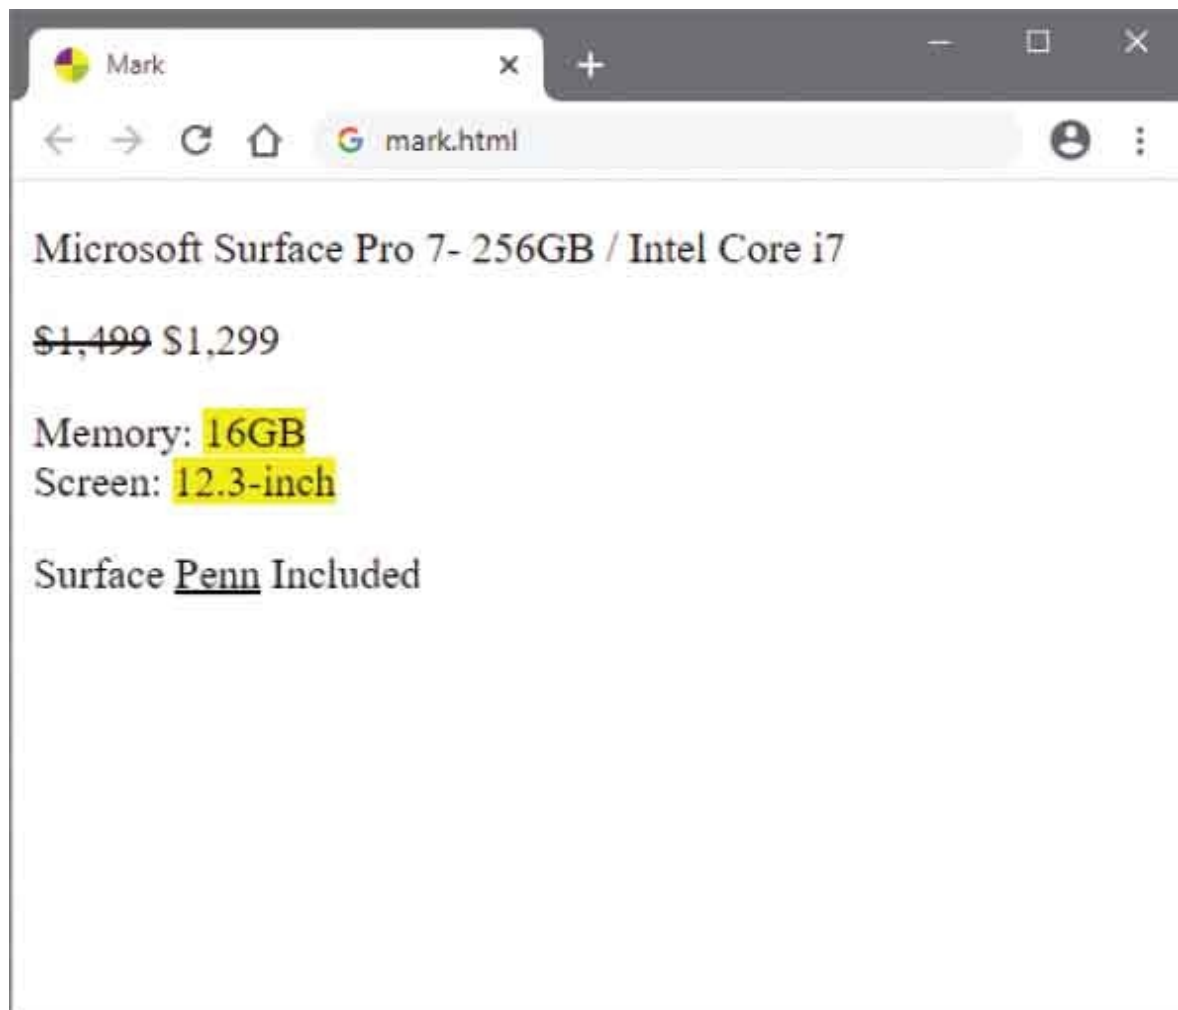 Mark
mark.html
Microsoft Surface Pro 7- 256GB / Intel Core i7
$1,499 $1,299
Memory: 16GB
Screen: 12.3-inch
Surface Penn Included